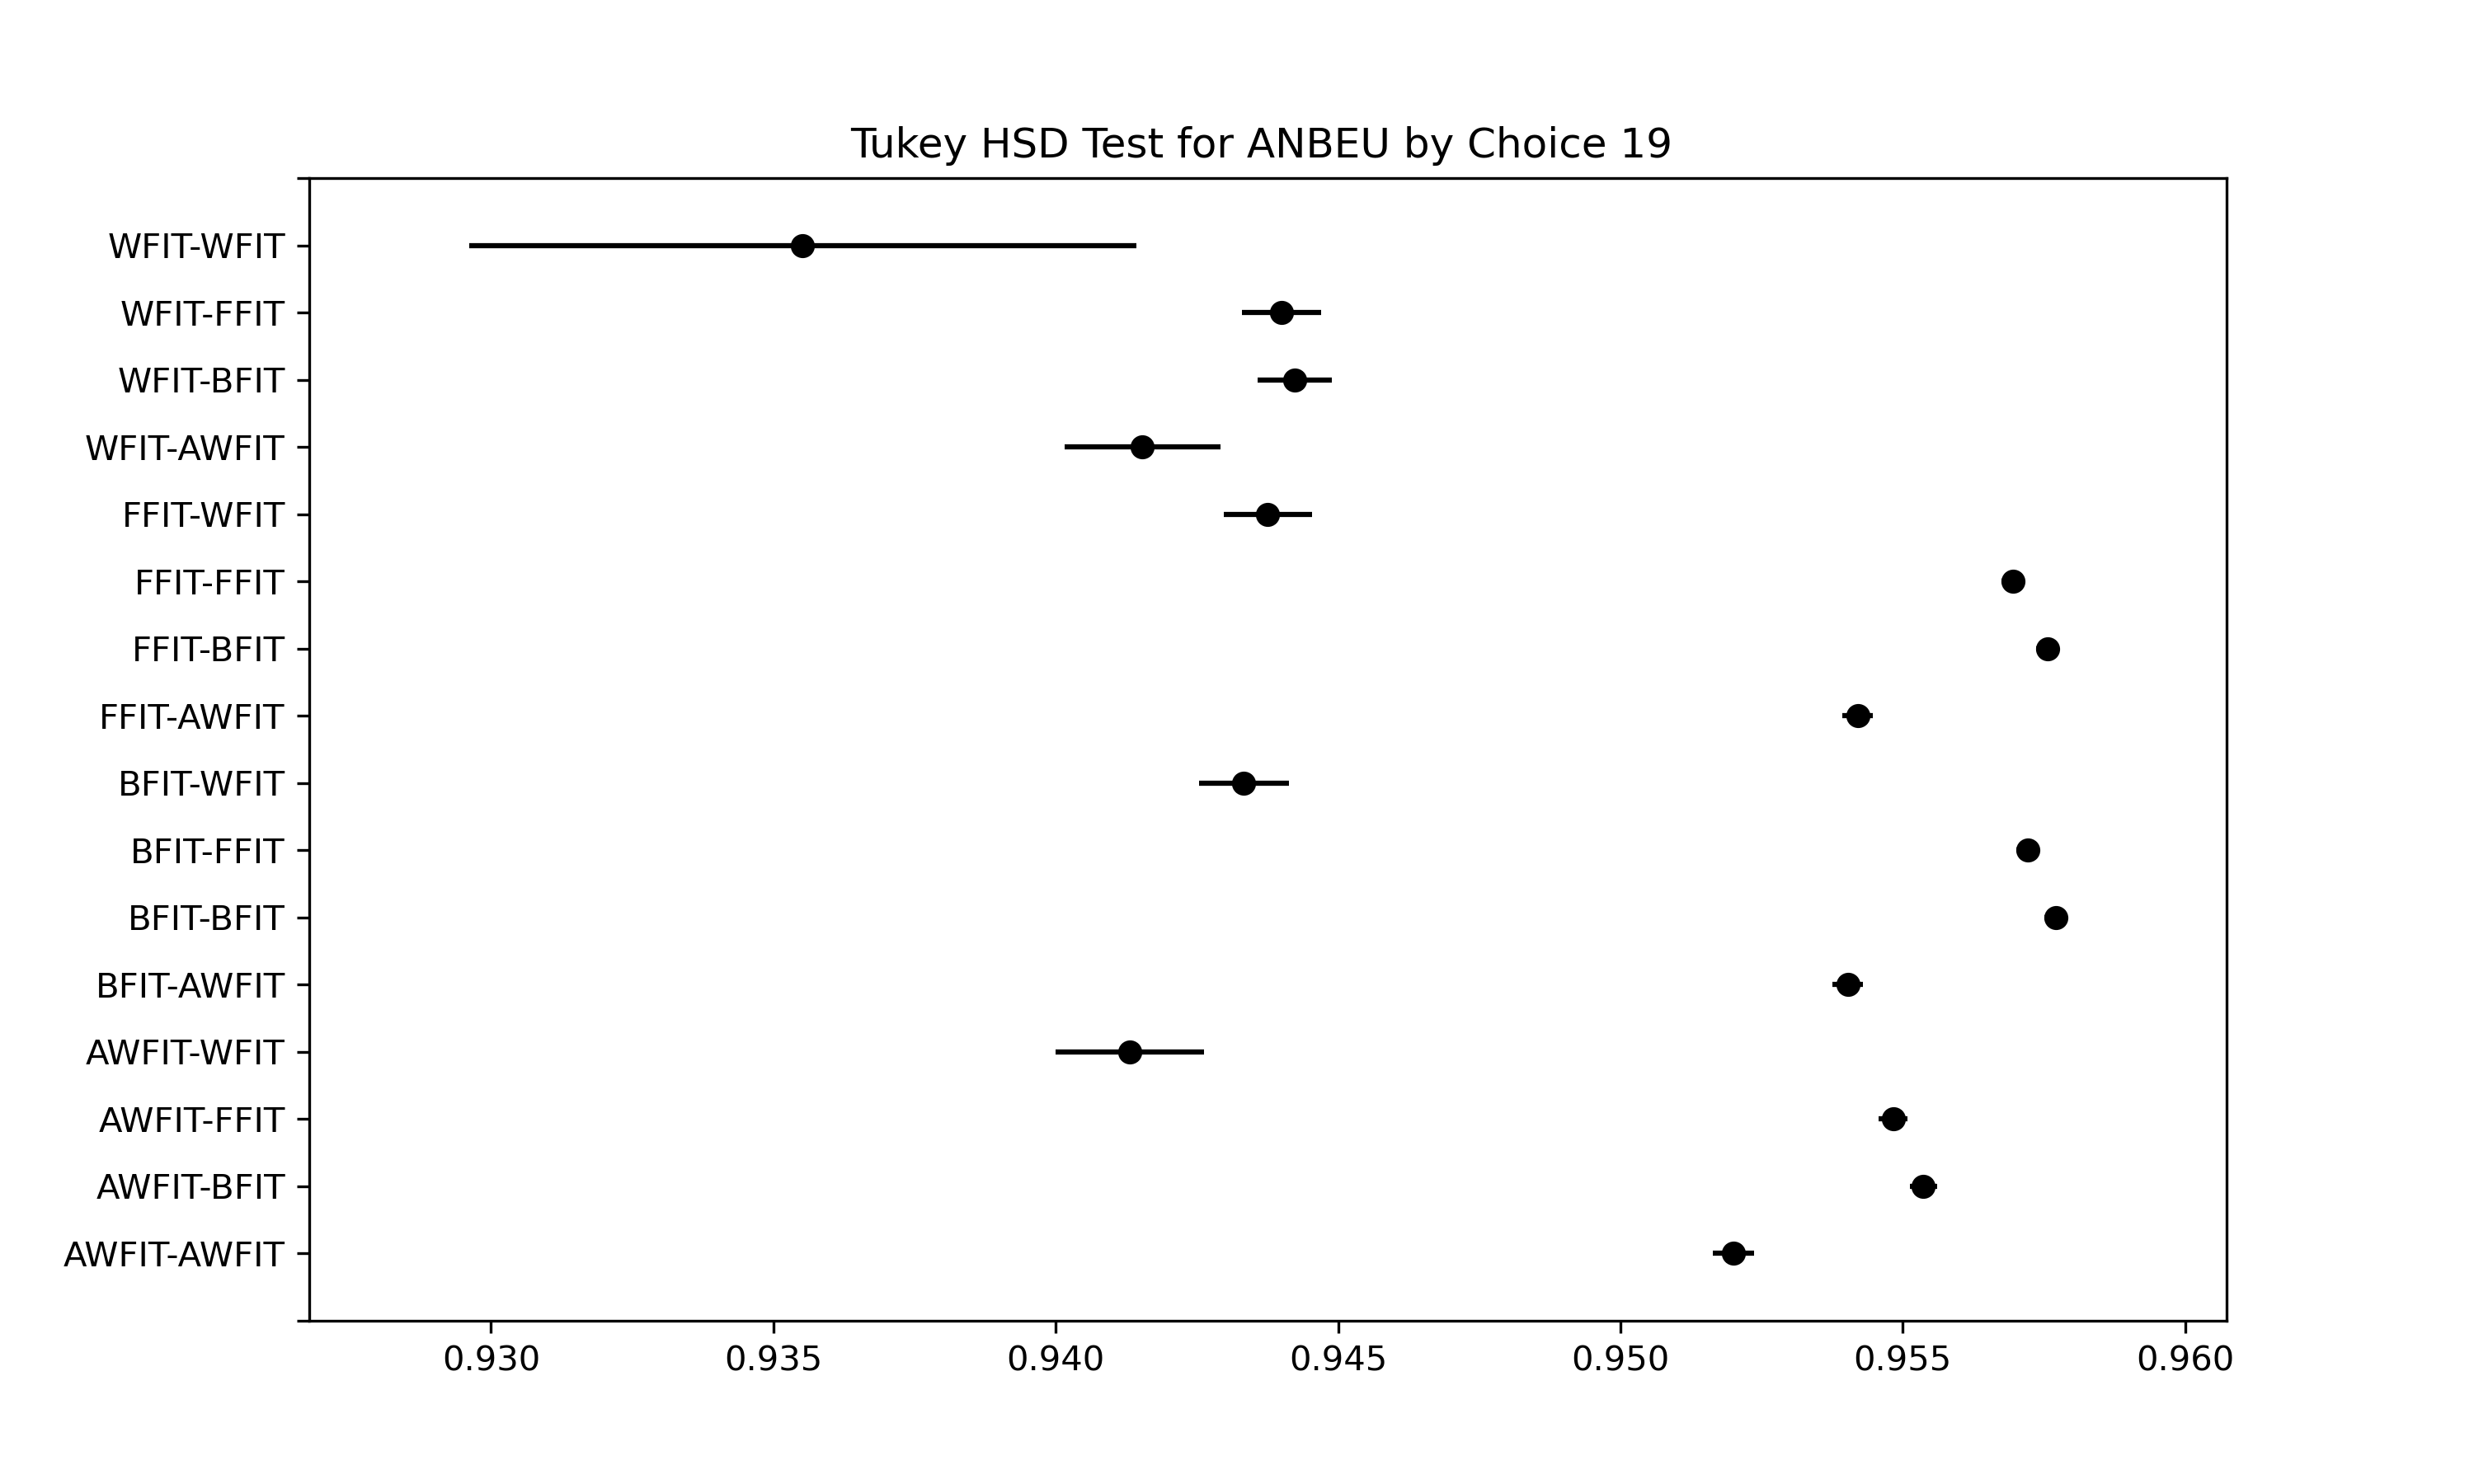 Tukey HSD Test for ANBEU by Choice 19
WFIT-WFIT
WFIT-FFIT
WFIT-BFIT
WFIT-AWFIT
FFIT-WFIT
FFIT-FFIT
FFIT-BFIT
FFIT-AWFIT
BFIT-WFIT
BFIT-FFIT
BFIT-BFIT
BFIT-AWFIT
AWFIT-WFIT
AWFIT-FFIT
AWFIT-BFIT
AWFIT-AWFIT
0.930 0.935 0.940 0.945 0.950 0.955 0.960